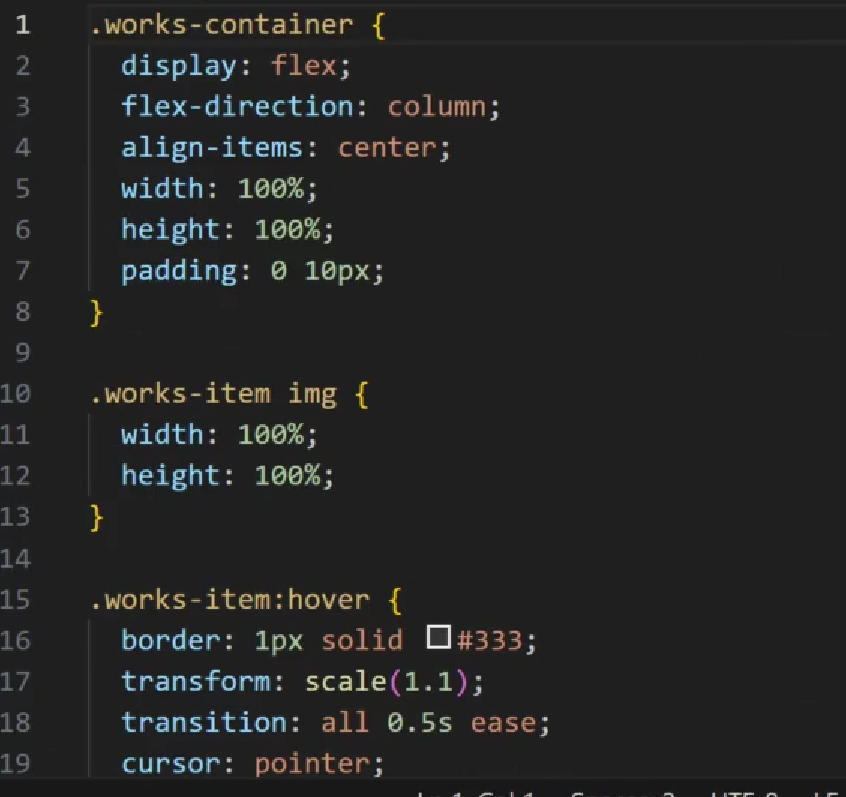 1 .works-container {
2 display: flex;
3 flex-direction: column;
4 align-items: center;
5 width: 100%;
6 height: 100%;
7 padding: 0 10px;
8 }
9
10 .works-item img {
11 width: 100%;
12 height: 100%;
13 }
14
15 .works-item:hover {
16 border: 1px solid #333;
17 transform: scale(1.1);
18 transition: all 0.5s ease;
19 cursor: pointer;